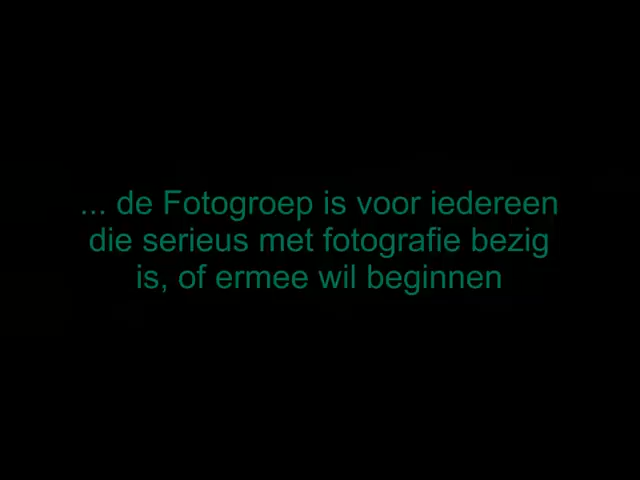 ... de Fotogroep is voor iedereen
die serieus met fotografie bezig
is, of ermee wil beginnen